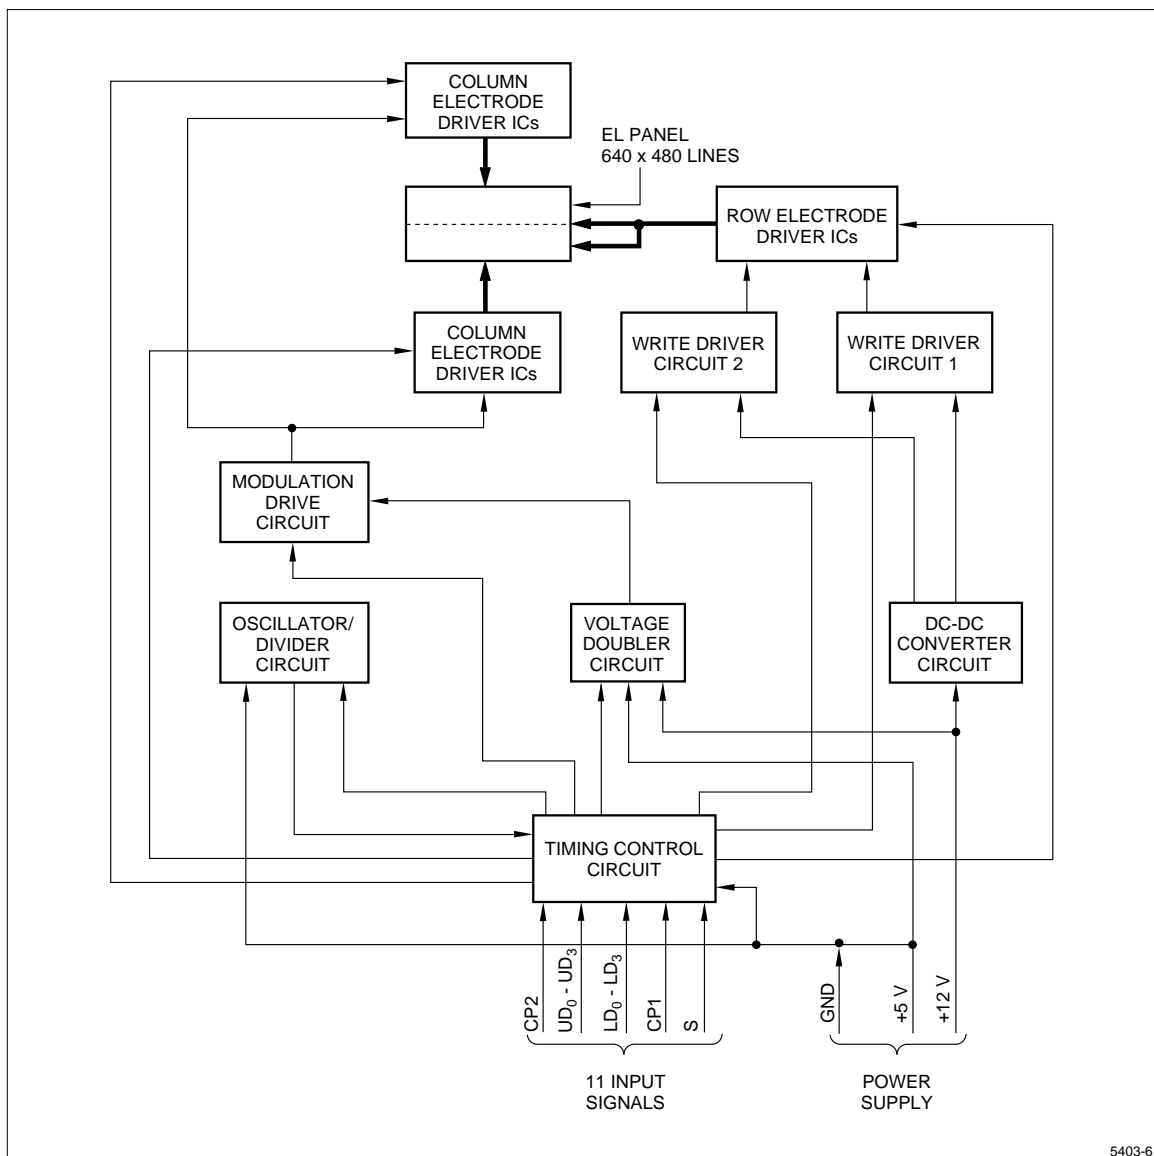 COLUMN
ELECTRODE
DRIVER ICs
EL PANEL
640 x 480 LINES
ROW ELECTRODE
DRIVER ICs
COLUMN
ELECTRODE
DRIVER ICs
WRITE DRIVER
CIRCUIT 2
WRITE DRIVER
CIRCUIT 1
MODULATION
DRIVE
CIRCUIT
OSCILLATOR/
DIVIDER
CIRCUIT
VOLTAGE
DOUBLER
CIRCUIT
DC-DC
CONVERTER
CIRCUIT
TIMING CONTROL
CIRCUIT
CP2
UD0 - UD3
LD0 - LD3
CP1
S
GND
+5 V
+12 V
11 INPUT
SIGNALS
POWER
SUPPLY
5403-6